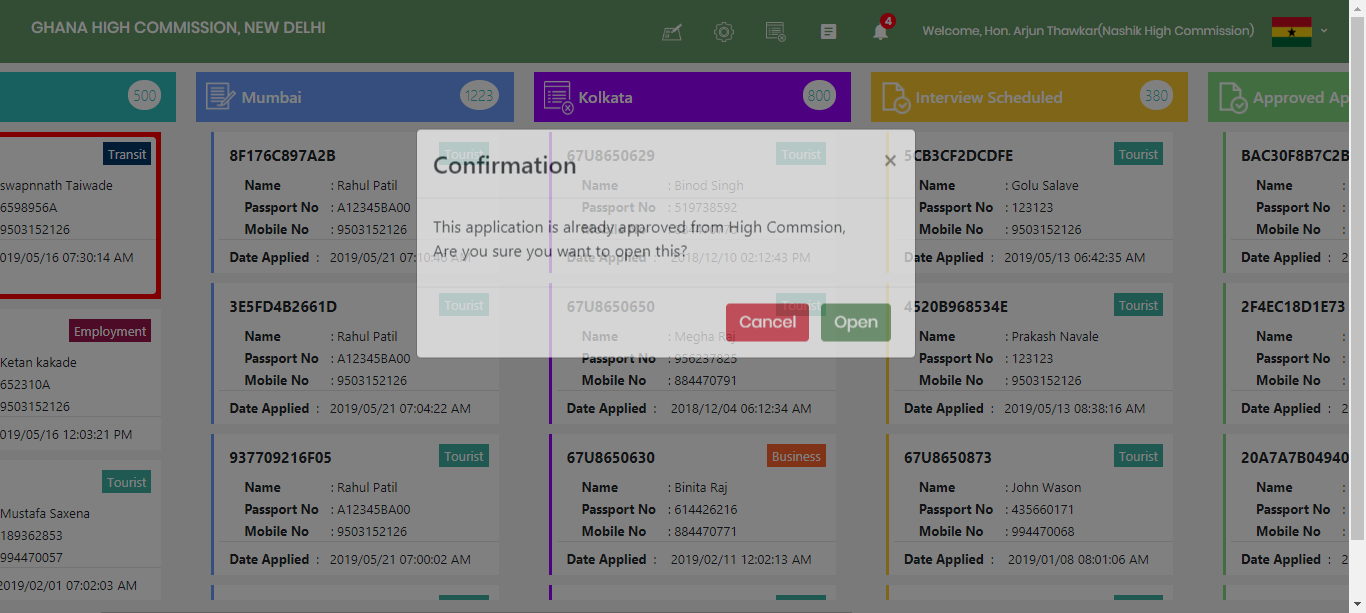 GHANA HIGH COMMISSION, NEW DELHI
4
Welcome, Hon. Arjun Thawkar(Nashik High Commission)
500
Transit
swapnnath Taiwade
6598956A
9503152126
019/05/16 07:30:14 AM
Employment
Ketan kakade
652310A
9503152126
019/05/16 12:03:21 PM
Tourist
Mustafa Saxena
189362853
994470057
2019/02/01 07:02:03 AM
Mumbai 1223
8F176C897A2B Tourist
Name : Rahul Patil
Passport No : A12345BA00
Mobile No : 9503152126
Date Applied : 2019/05/21 07:10:46 AM
3E5FD4B2661D Tourist
Name : Rahul Patil
Passport No : A12345BA00
Mobile No : 9503152126
Date Applied : 2019/05/21 07:04:22 AM
937709216F05 Tourist
Name : Rahul Patil
Passport No : A12345BA00
Mobile No : 9503152126
Date Applied : 2019/05/21 07:00:02 AM
Confirmation ×
This application is already approved from High Commsion,
Are you sure you want to open this?
Cancel Open
Kolkata 800
67U8650629 Tourist
Name : Binod Singh
Passport No : 519738592
Date Applied : 2018/12/10 02:12:43 PM
67U8650650 Tourist
Name : Megha Raj
Passport No : 956237825
Mobile No : 884470791
Date Applied : 2018/12/04 06:12:34 AM
67U8650630 Business
Name : Binita Raj
Passport No : 614426216
Mobile No : 884470771
Date Applied : 2019/02/11 12:02:13 AM
Interview Scheduled 380
5CB3CF2DCDFE Tourist
Name : Golu Salave
Passport No : 123123
Mobile No : 9503152126
Date Applied : 2019/05/13 06:42:35 AM
4520B968534E Tourist
Name : Prakash Navale
Passport No : 123123
Mobile No : 9503152126
Date Applied : 2019/05/13 08:38:16 AM
67U8650873 Tourist
Name : John Wason
Passport No : 435660171
Mobile No : 994470068
Date Applied : 2019/01/08 08:01:06 AM
Approved Ap
BAC30F8B7C2B
Name :
Passport No :
Mobile No :
Date Applied : 2
2F4EC18D1E73
Name :
Passport No :
Mobile No :
Date Applied : 2
20A7A7B04940
Name :
Passport No :
Mobile No :
Date Applied : 2